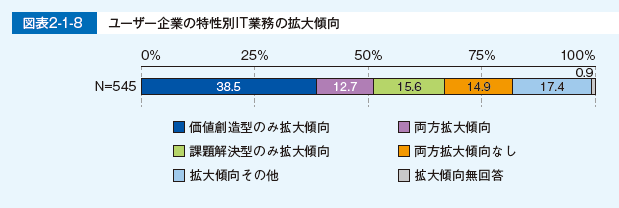 図表2-1-8 ユーザー企業の特性別IT業務の拡大傾向
0% 25% 50% 75% 100%
0.9
N=545 38.5 12.7 15.6 14.9 17.4
価値創造型のみ拡大傾向 両方拡大傾向
課題解決型のみ拡大傾向 両方拡大傾向なし
拡大傾向その他 拡大傾向無回答